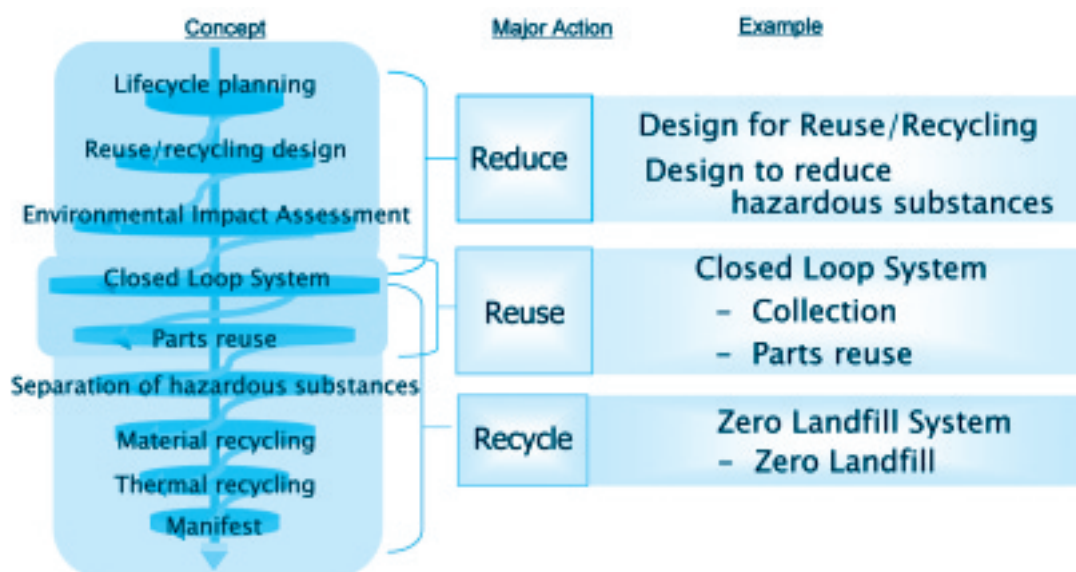 Concept
Major Action
Example
Lifecycle planning
Reuse/recycling design
Environmental Impact Assessment
Closed Loop System
Parts reuse
Separation of hazardous substances
Material recycling
Thermal recycling
Manifest
Reduce
Design for Reuse/Recycling
Design to reduce
hazardous substances
Reuse
Closed Loop System
– Collection
– Parts reuse
Recycle
Zero Landfill System
– Zero Landfill